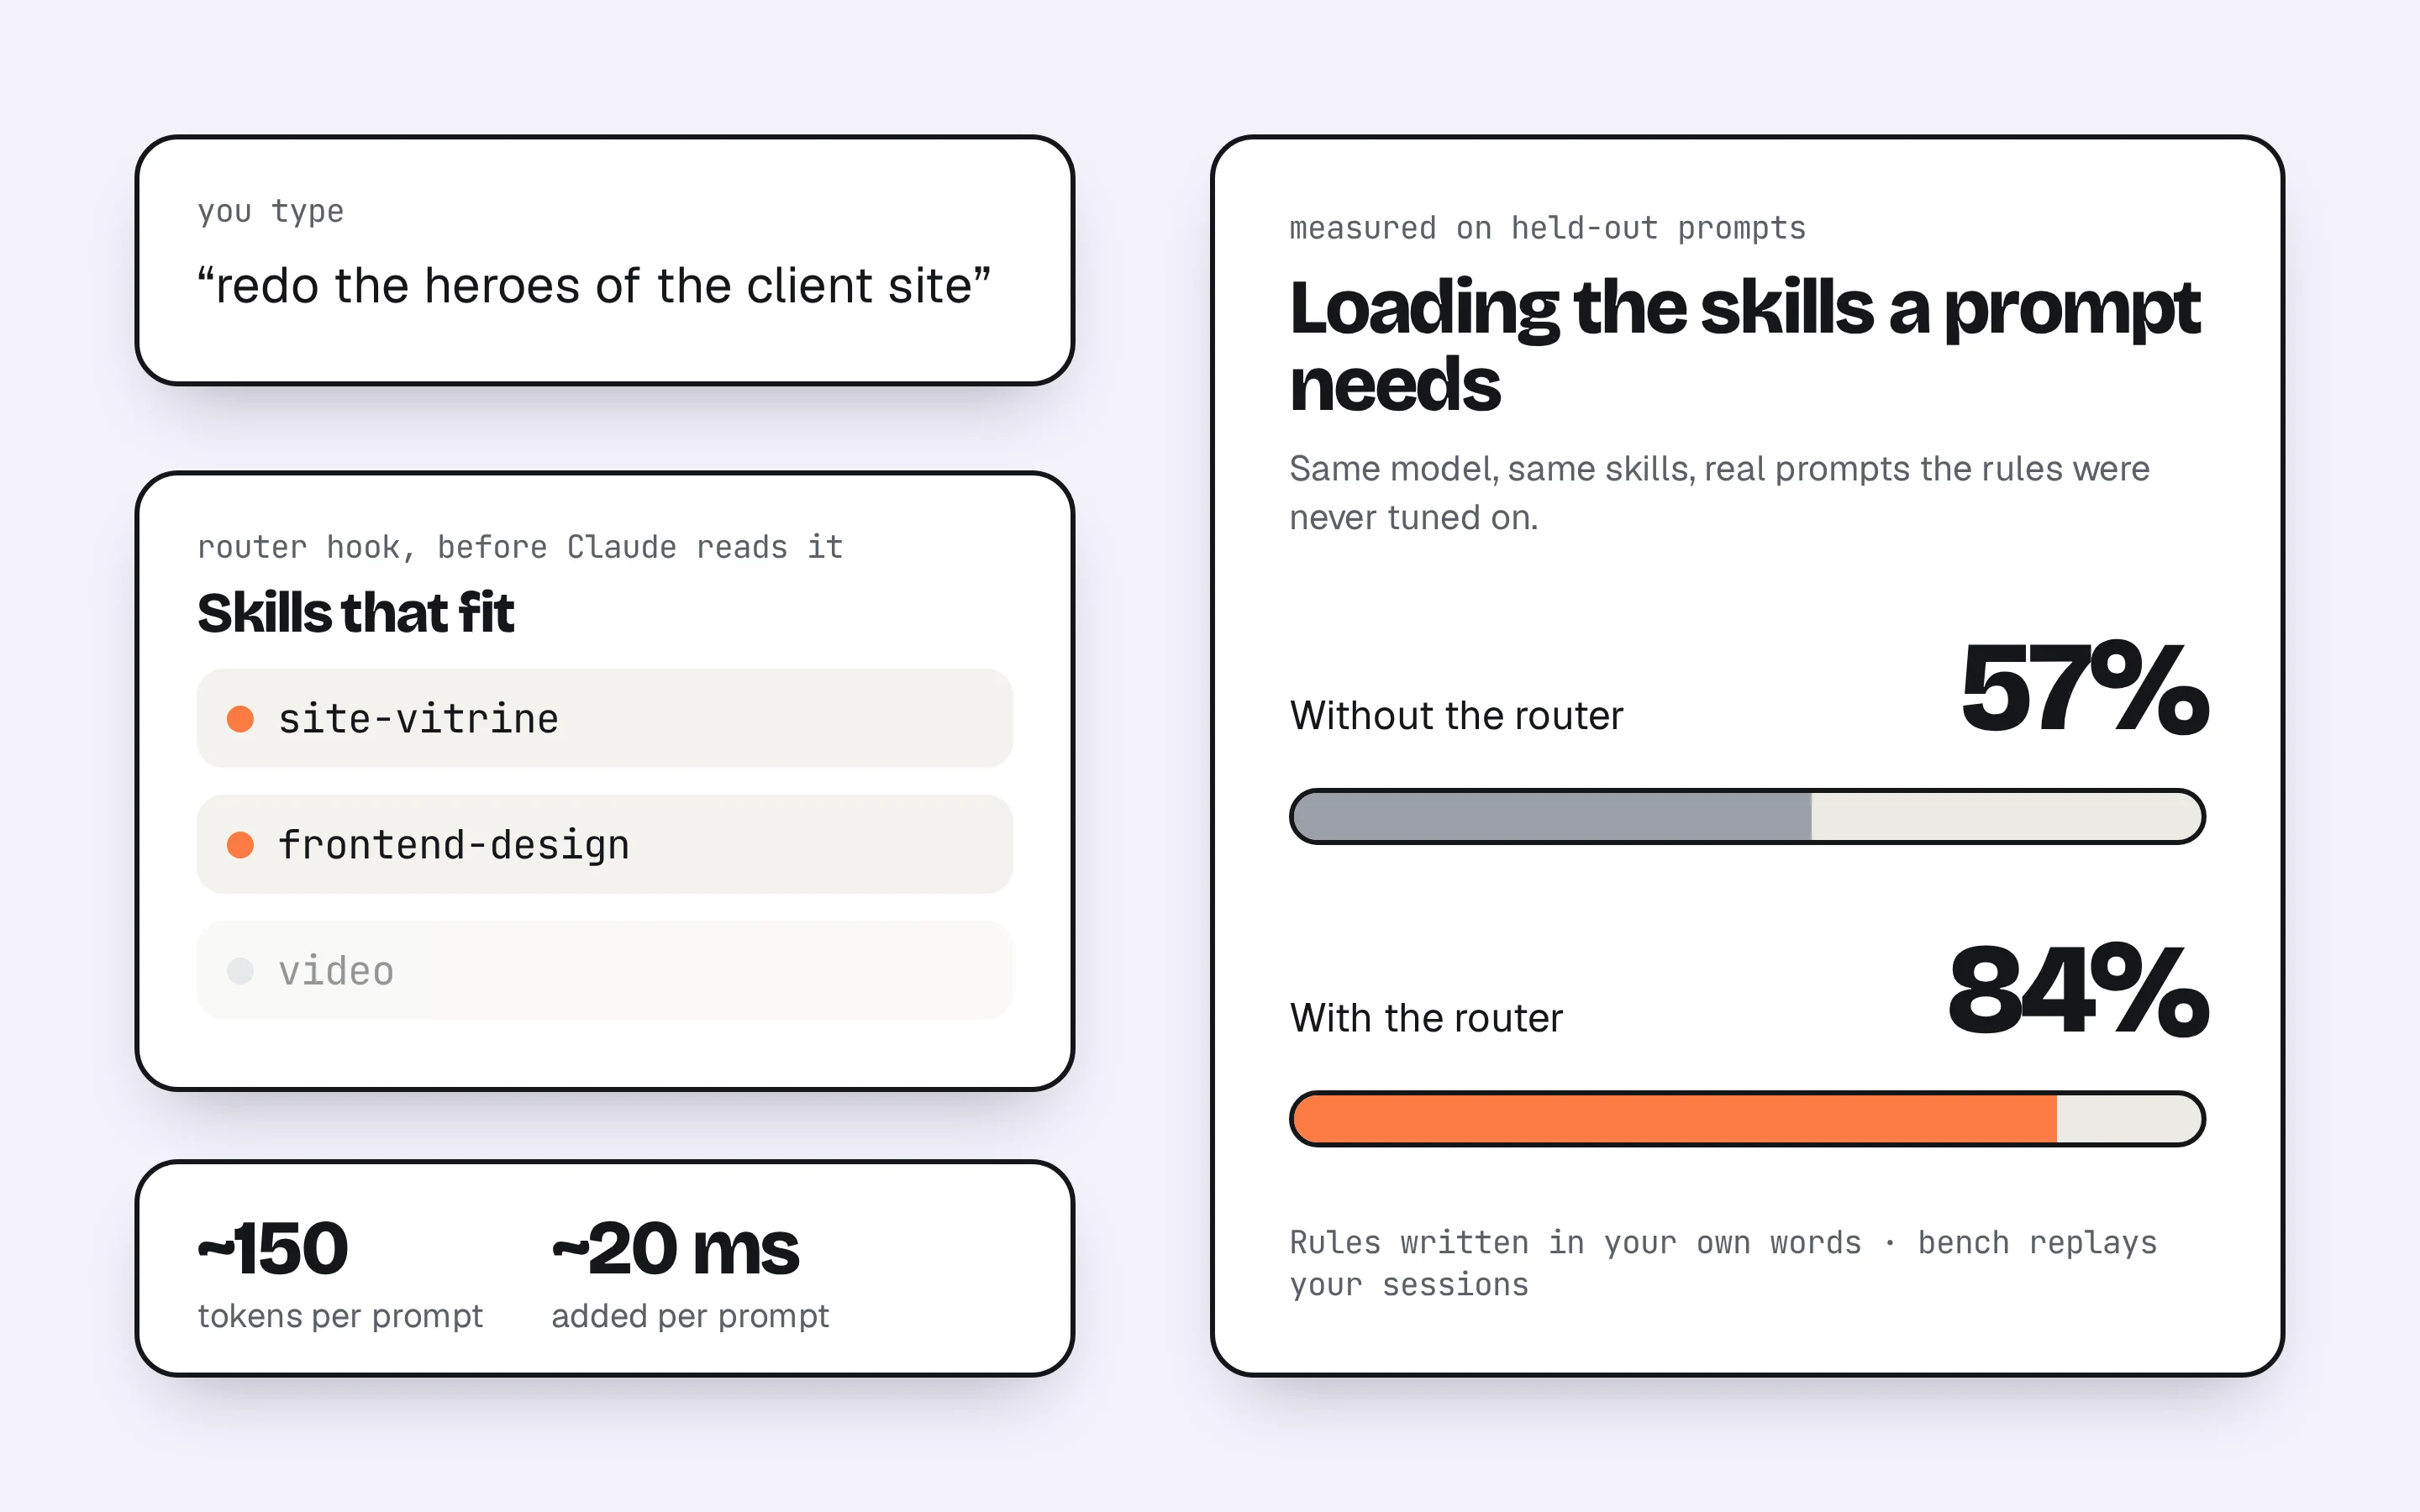 you type
“redo the heroes of the client site”
router hook, before Claude reads it
Skills that fit
site-vitrine
frontend-design
video
~150
tokens per prompt
~20 ms
added per prompt
measured on held-out prompts
Loading the skills a prompt
needs
Same model, same skills, real prompts the rules were
never tuned on.
Without the router
57%
With the router
84%
Rules written in your own words · bench replays
your sessions